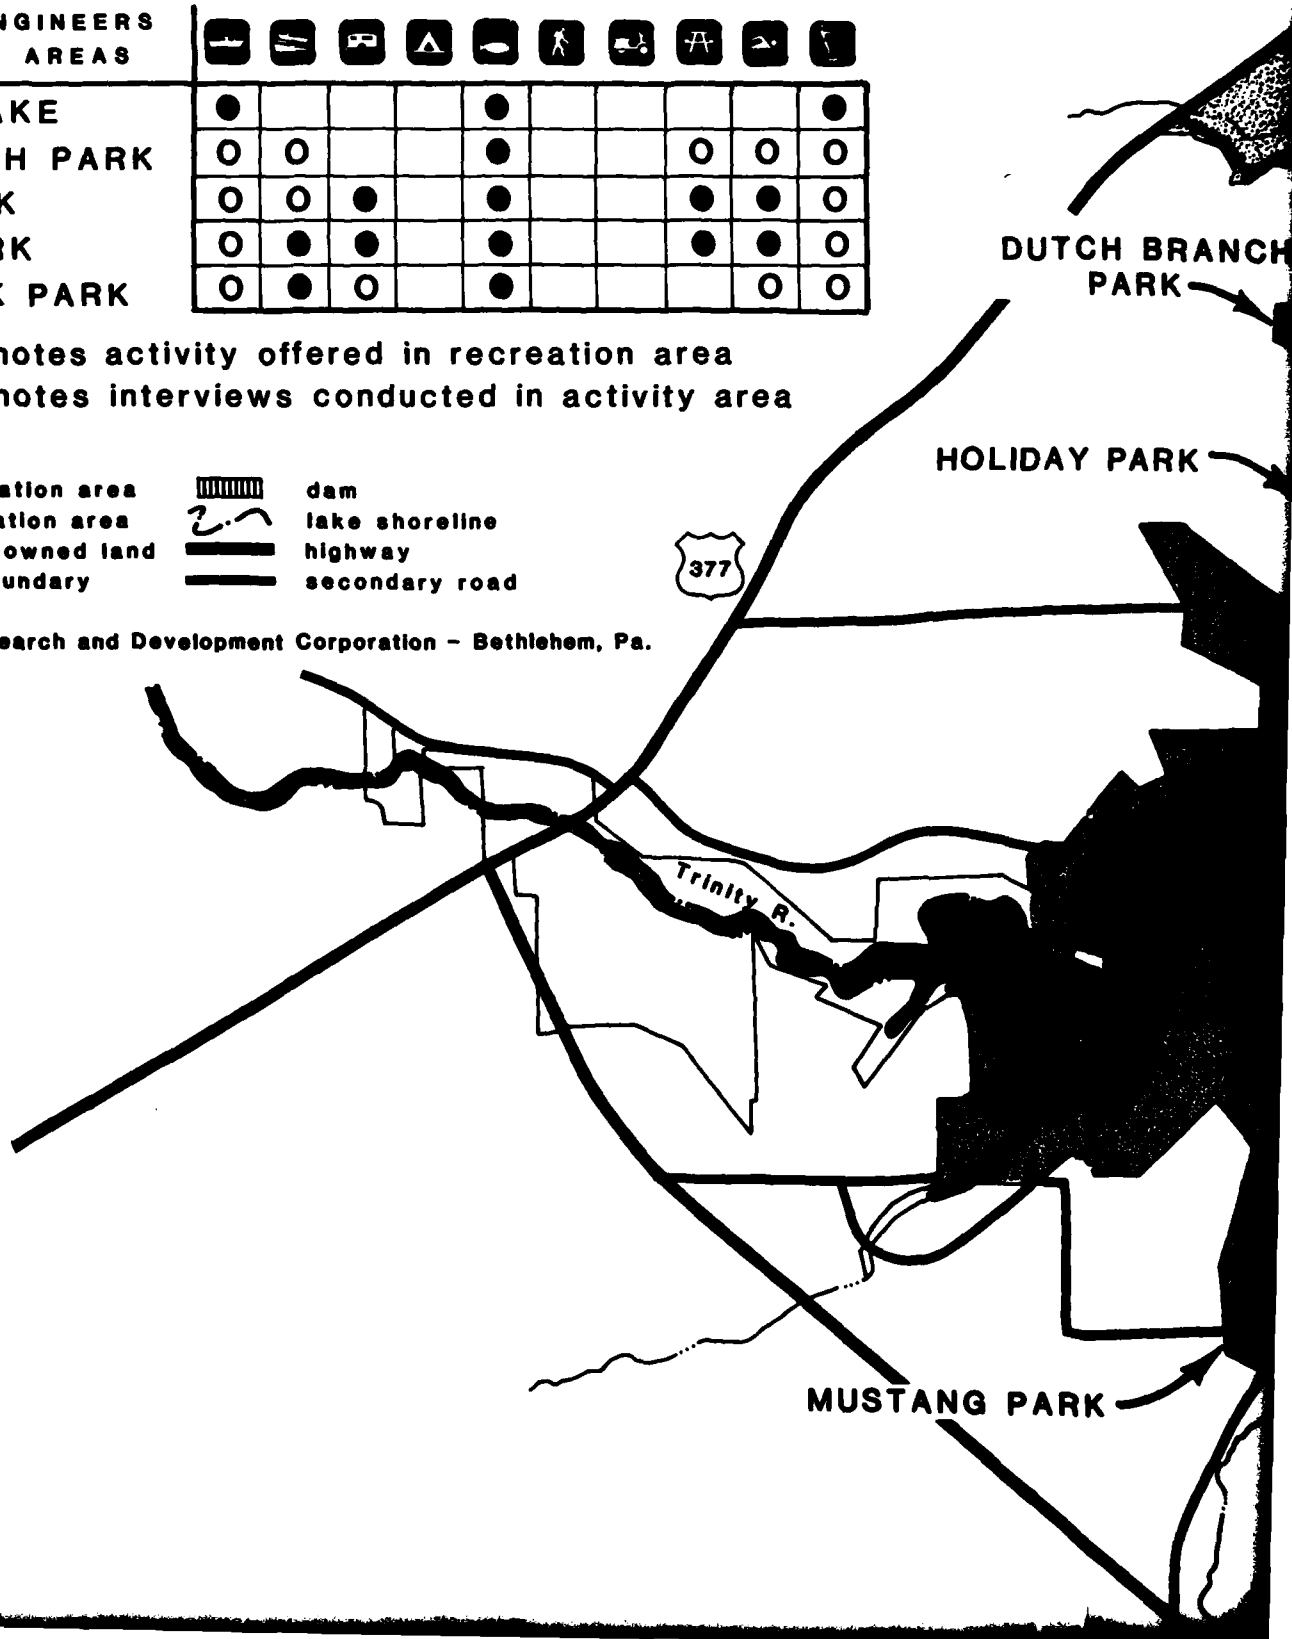 NGINEERS
AREAS
AKE
H PARK
K
RK
K PARK
notes activity offered in recreation area
notes interviews conducted in activity area
ation area dam
ation area lake shoreline
owned land highway
undary secondary road
search and Development Corporation - Bethlehem, Pa.
DUTCH BRANCH
PARK
HOLIDAY PARK
377
Trinity R.
MUSTANG PARK